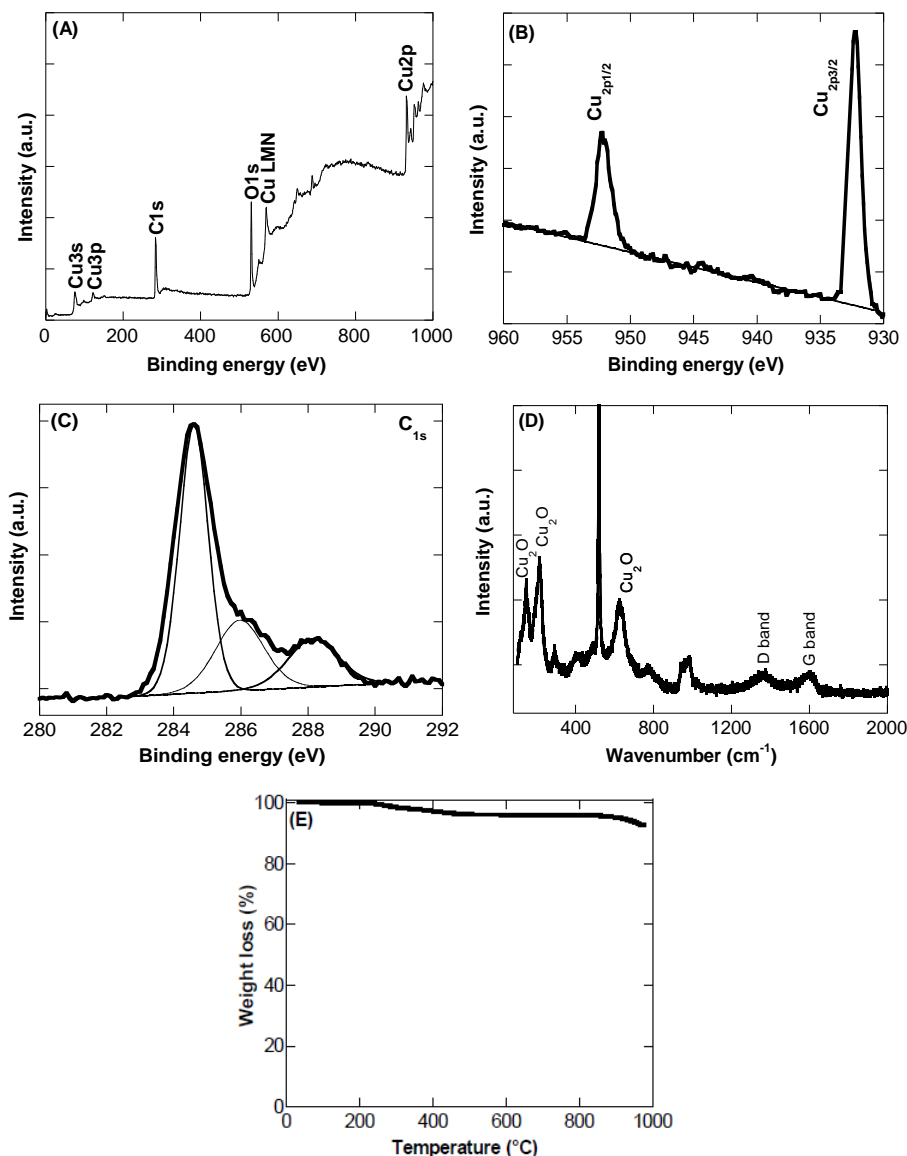 (A)
Cu3s
Cu3p
C1s
O1s
Cu LMN
Cu2p
Intensity (a.u.)
0 200 400 600 800 1000
Binding energy (eV)
(B)
Cu2p1/2
Cu2p3/2
Intensity (a.u.)
960 955 950 945 940 935 930
Binding energy (eV)
(C)
C1s
Intensity (a.u.)
280 282 284 286 288 290 292
Binding energy (eV)
(D)
Cu2O
Cu2O
Cu2O
D band
G band
Intensity (a.u.)
400 800 1200 1600 2000
Wavenumber (cm-1)
(E)
100
80
60
40
20
0
Weight loss (%)
0 200 400 600 800 1000
Temperature (°C)